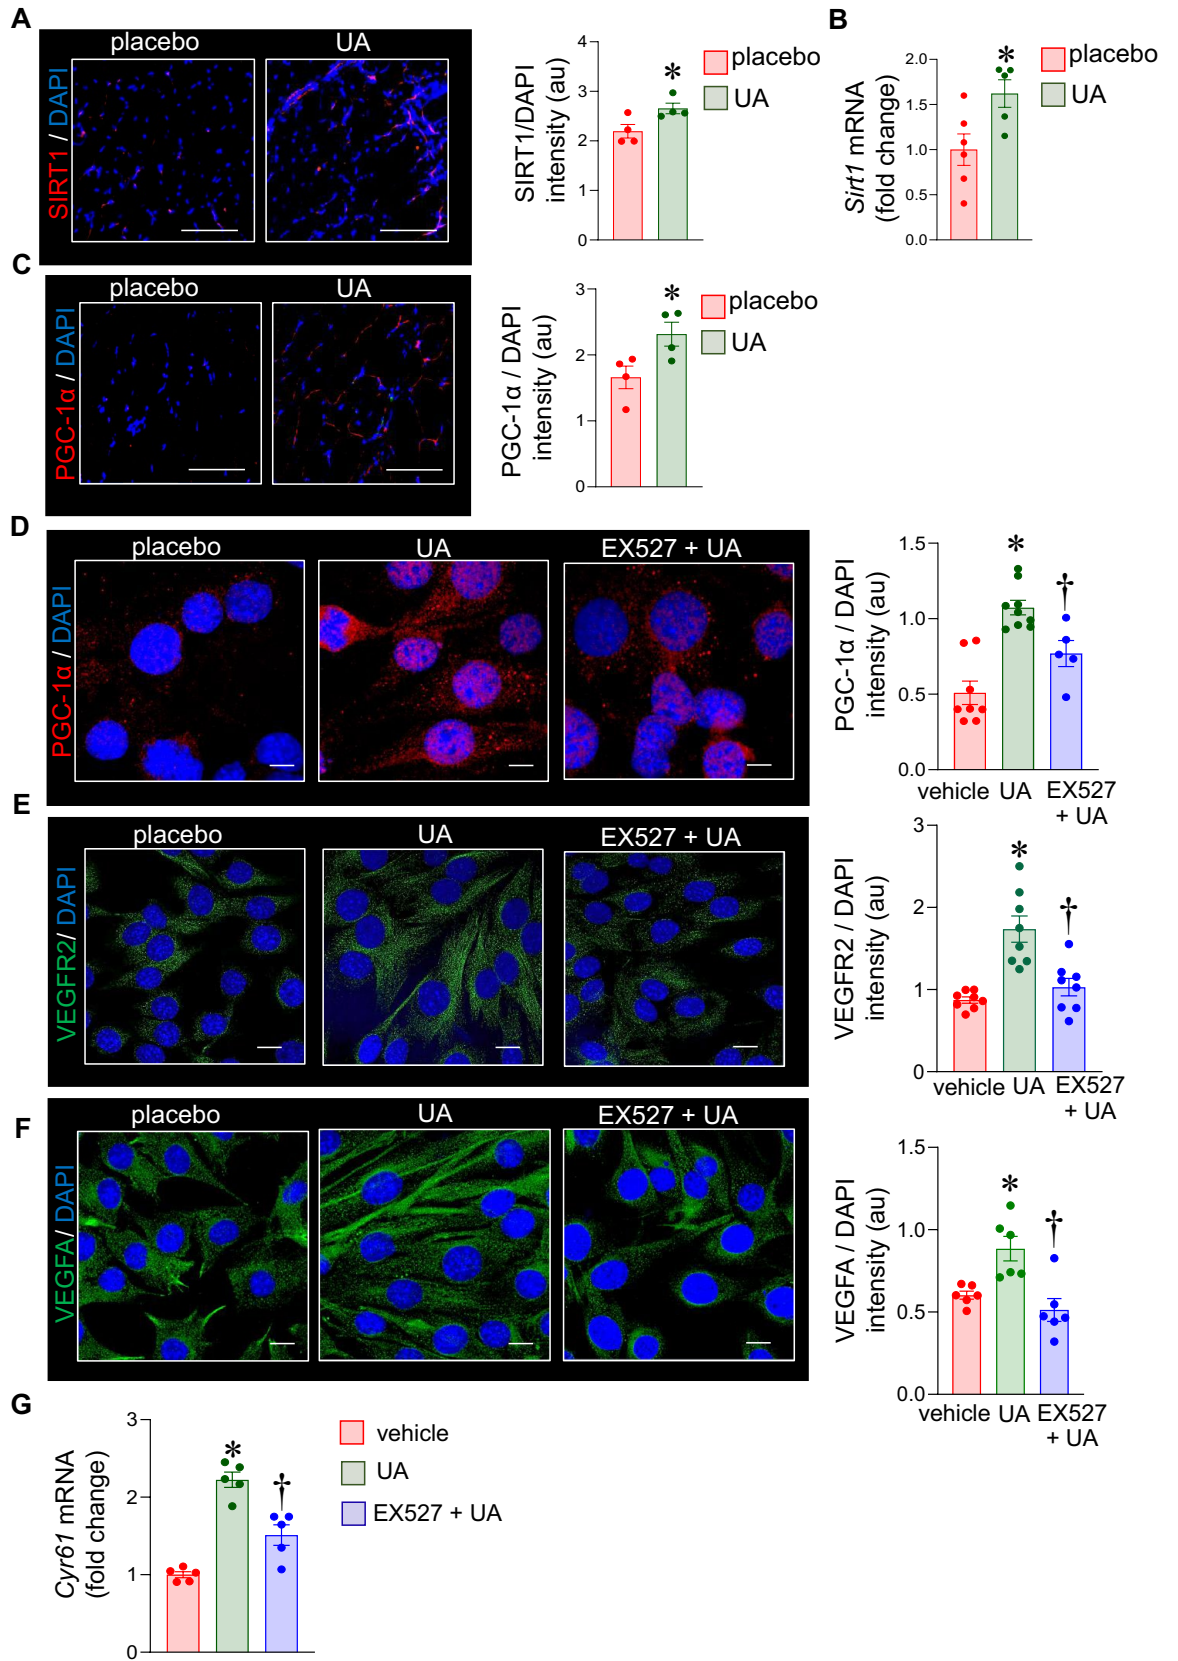 A
placebo
UA
SIRT1 / DAPI
SIRT1/DAPI
intensity (au)
4
3
2
1
0
*
placebo
UA
B
Sirt1 mRNA
(fold change)
2.0
1.5
1.0
0.5
0.0
*
placebo
UA
C
placebo
UA
PGC-1α / DAPI
PGC-1α / DAPI
intensity (au)
3
2
1
0
*
placebo
UA
D
placebo
UA
EX527 + UA
PGC-1α / DAPI
PGC-1α / DAPI
intensity (au)
1.5
1.0
0.5
0.0
*
†
vehicle
UA
EX527
+ UA
E
placebo
UA
EX527 + UA
VEGFR2/ DAPI
VEGFR2 / DAPI
intensity (au)
3
2
1
0
*
†
vehicle
UA
EX527
+ UA
F
placebo
UA
EX527 + UA
VEGFA/ DAPI
VEGFA / DAPI
intensity (au)
1.5
1.0
0.5
0.0
*
†
vehicle
UA
EX527
+ UA
G
Cyr61 mRNA
(fold change)
3
2
1
0
*
†
vehicle
UA
EX527 + UA